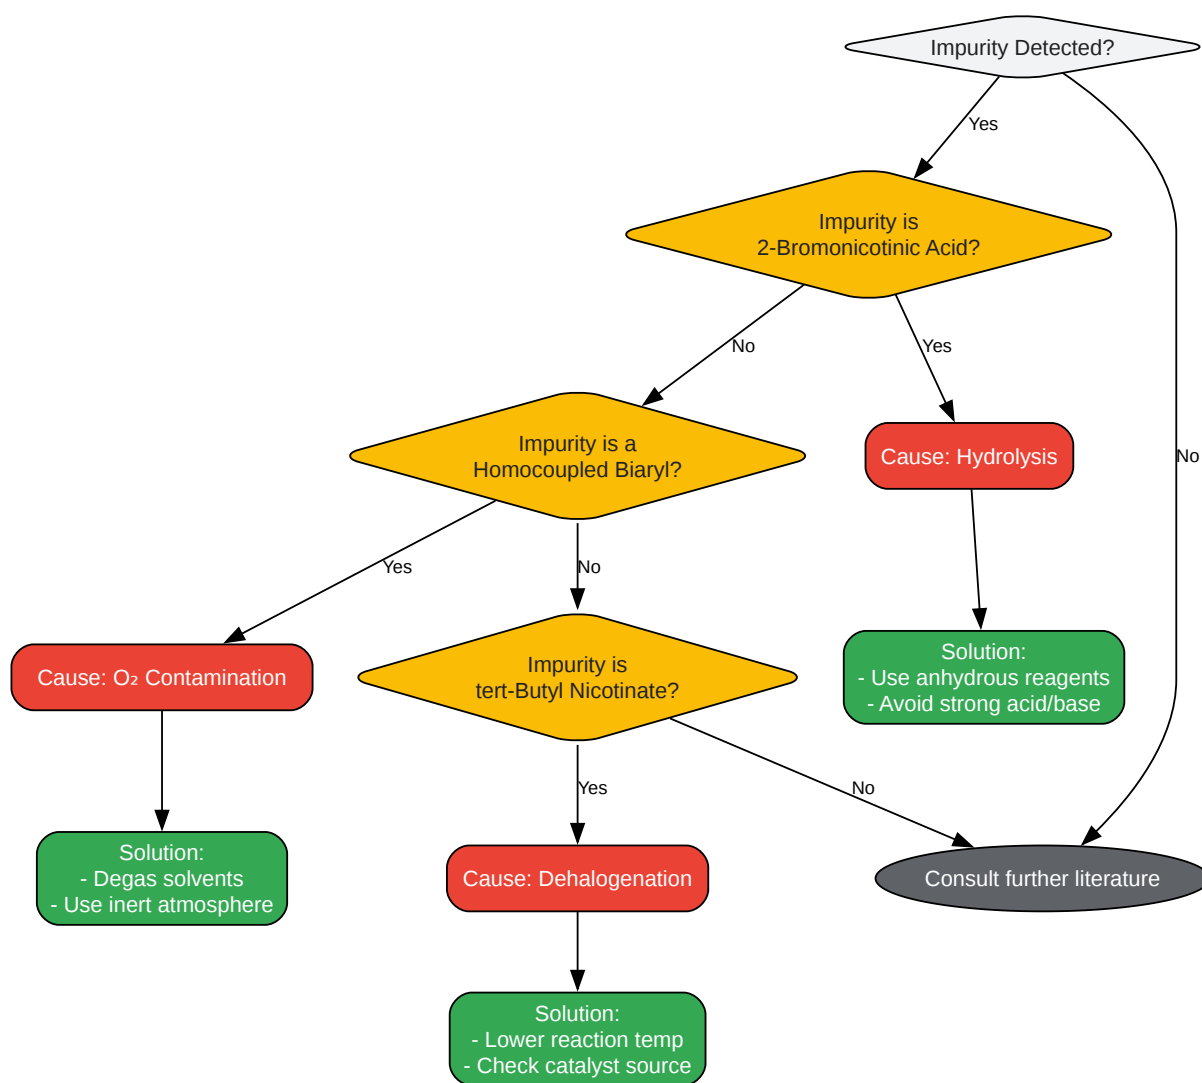 Impurity Detected?
Yes
Impurity is
2-Bromonicotinic Acid?
No
Yes
Impurity is a
Homocoupled Biaryl?
Cause: Hydrolysis
No
Yes
No
Cause: O₂ Contamination
Impurity is
tert-Butyl Nicotinate?
Solution:
- Use anhydrous reagents
- Avoid strong acid/base
Yes
No
Solution:
- Degas solvents
- Use inert atmosphere
Cause: Dehalogenation
Consult further literature
Solution:
- Lower reaction temp
- Check catalyst source